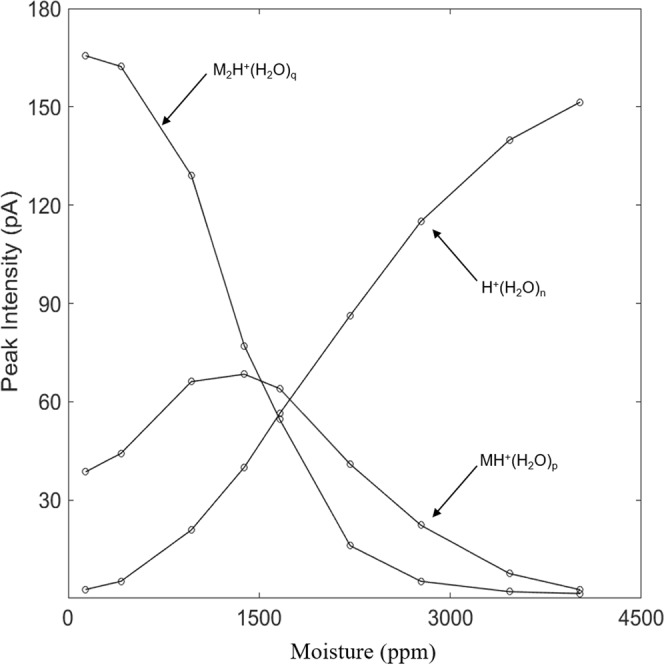 180
150
120
90
60
30
Peak Intensity (pA)
M₂H⁺(H₂O)q
H⁺(H₂O)ₙ
MH⁺(H₂O)ₚ
0 1500 3000 4500
Moisture (ppm)